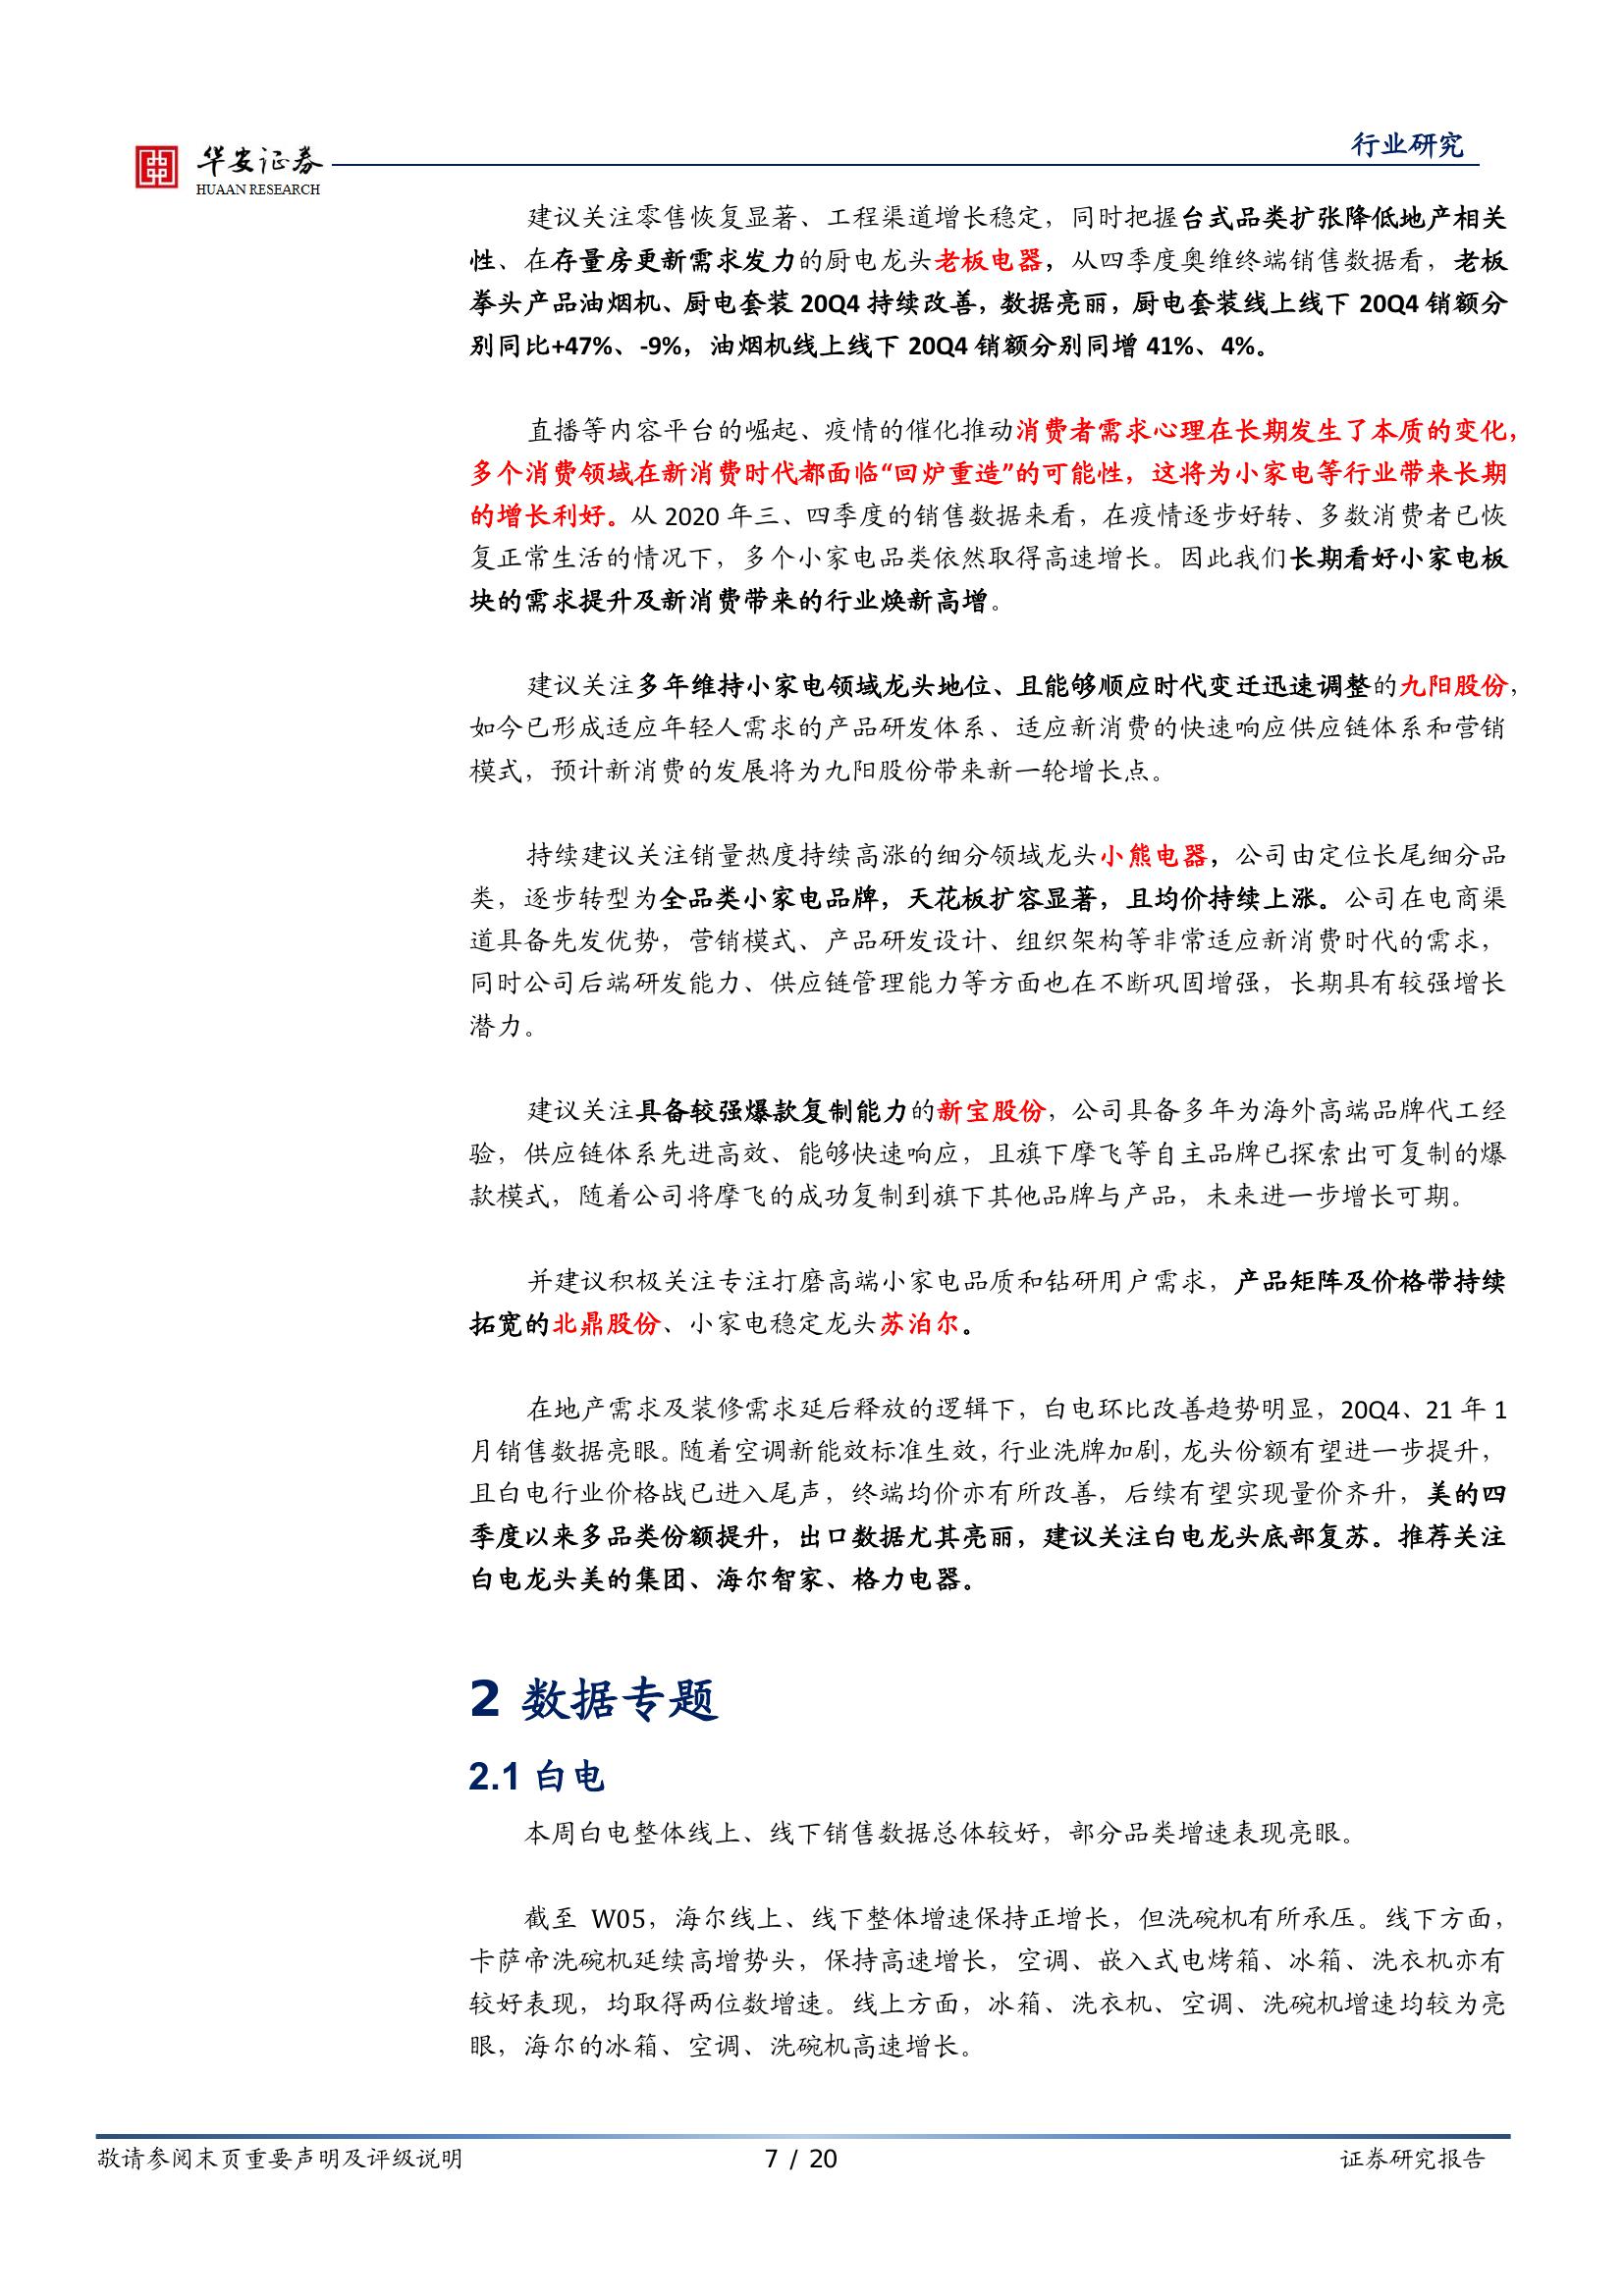 华安证券
HUAAN RESEARCH
行业研究
建议关注零售恢复显著、工程渠道增长稳定，同时把握台式品类扩张降低地产相关
性、在存量房更新需求发力的厨电龙头老板电器，从四季度奥维终端销售数据看，老板
拳头产品油烟机、厨电套装 20Q4 持续改善，数据亮丽，厨电套装线上线下 20Q4 销额分
别同比+47%、-9%，油烟机线上线下 20Q4 销额分别同增 41%、4%。
直播等内容平台的崛起、疫情的催化推动消费者需求心理在长期发生了本质的变化，
多个消费领域在新消费时代都面临“回炉重造”的可能性，这将为小家电等行业带来长期
的增长利好。从 2020 年三、四季度的销售数据来看，在疫情逐步好转、多数消费者已恢
复正常生活的情况下，多个小家电品类依然取得高速增长。因此我们长期看好小家电板
块的需求提升及新消费带来的行业焕新高增。
建议关注多年维持小家电领域龙头地位、且能够顺应时代变迁迅速调整的九阳股份，
如今已形成适应年轻人需求的产品研发体系、适应新消费的快速响应供应链体系和营销
模式，预计新消费的发展将为九阳股份带来新一轮增长点。
持续建议关注销量热度持续高涨的细分领域龙头小熊电器，公司由定位长尾细分品
类，逐步转型为全品类小家电品牌，天花板扩容显著，且均价持续上涨。公司在电商渠
道具备先发优势，营销模式、产品研发设计、组织架构等非常适应新消费时代的需求，
同时公司后端研发能力、供应链管理能力等方面也在不断巩固增强，长期具有较强增长
潜力。
建议关注具备较强爆款复制能力的新宝股份，公司具备多年为海外高端品牌代工经
验，供应链体系先进高效、能够快速响应，且旗下摩飞等自主品牌已探索出可复制的爆
款模式，随着公司将摩飞的成功复制到旗下其他品牌与产品，未来进一步增长可期。
并建议积极关注专注打磨高端小家电品质和钻研用户需求，产品矩阵及价格带持续
拓宽的北鼎股份、小家电稳定龙头苏泊尔。
在地产需求及装修需求延后释放的逻辑下，白电环比改善趋势明显，20Q4、21 年 1
月销售数据亮眼。随着空调新能效标准生效，行业洗牌加剧，龙头份额有望进一步提升，
且白电行业价格战已进入尾声，终端均价亦有所改善，后续有望实现量价齐升，美的四
季度以来多品类份额提升，出口数据尤其亮丽，建议关注白电龙头底部复苏。推荐关注
白电龙头美的集团、海尔智家、格力电器。
2 数据专题
2.1 白电
本周白电整体线上、线下销售数据总体较好，部分品类增速表现亮眼。
截至 W05，海尔线上、线下整体增速保持正增长，但洗碗机有所承压。线下方面，
卡萨帝洗碗机延续高增势头，保持高速增长，空调、嵌入式电烤箱、冰箱、洗衣机亦有
较好表现，均取得两位数增速。线上方面，冰箱、洗衣机、空调、洗碗机增速均较为亮
眼，海尔的冰箱、空调、洗碗机高速增长。
敬请参阅末页重要声明及评级说明
7 / 20
证券研究报告